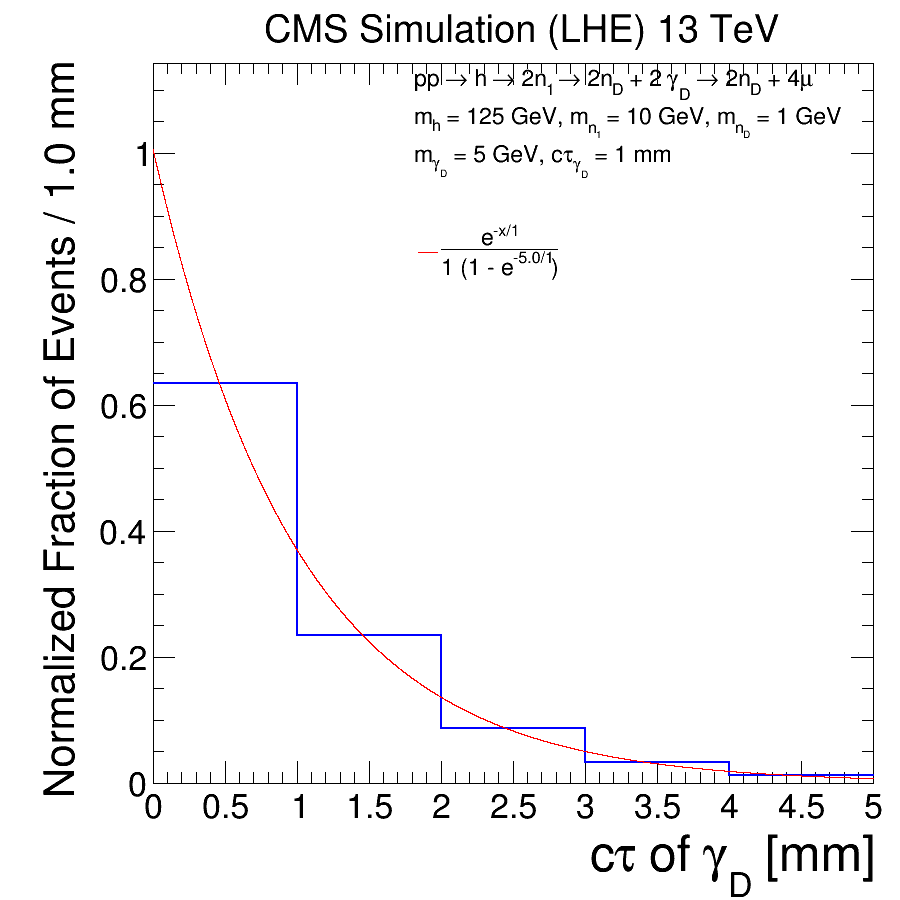 CMS Simulation (LHE) 13 TeV
pp → h → 2n₁ → 2n_D + 2 γ_D → 2n_D + 4μ
m_h = 125 GeV, m_n₁ = 10 GeV, m_n_D = 1 GeV
m_γ_D = 5 GeV, cτ_γ_D = 1 mm
e^-x/1
1 (1 - e^-5.0/1)
Normalized Fraction of Events / 1.0 mm
1
0.8
0.6
0.4
0.2
0
0 0.5 1 1.5 2 2.5 3 3.5 4 4.5 5
cτ of γ_D [mm]